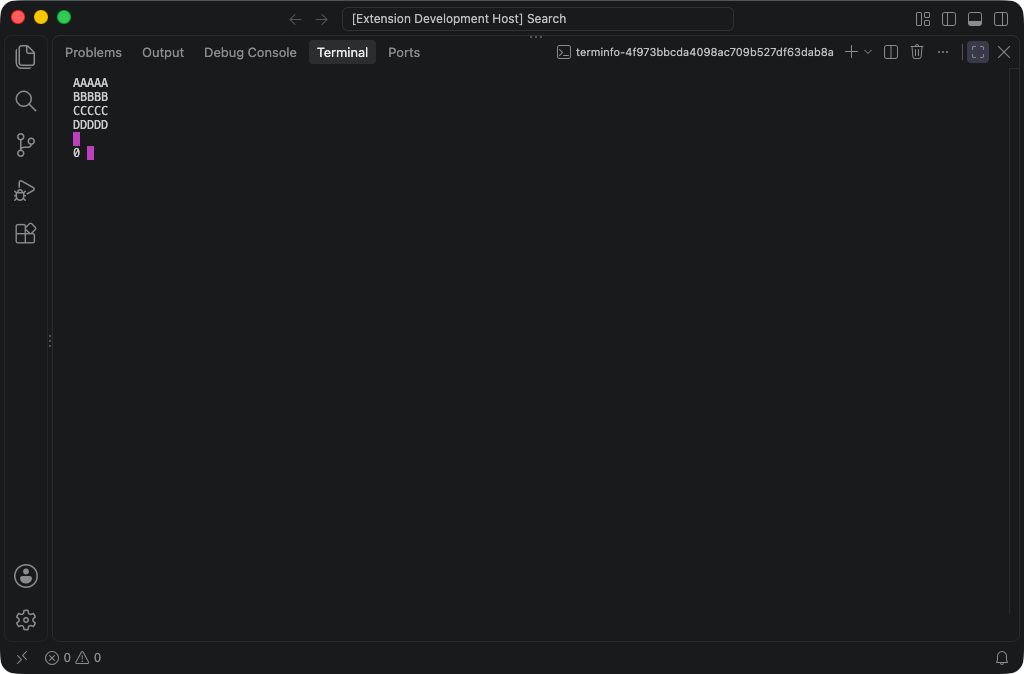 [Extension Development Host] Search
Problems Output Debug Console Terminal Ports terminfo-4f973bbcda4098ac709b527df63dab8a
AAAAA
BBBBB
CCCCC
DDDDD
0
0 0